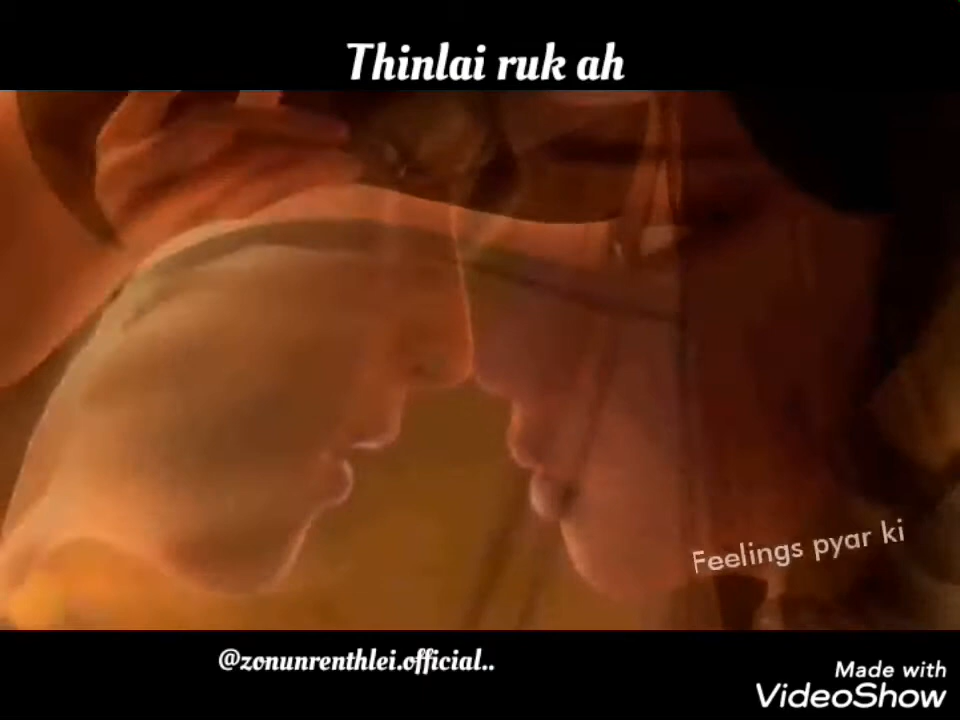 Thinlai ruk ah
Feelings pyar ki
@zonunrenthlei.official..
Made with
VideoShow